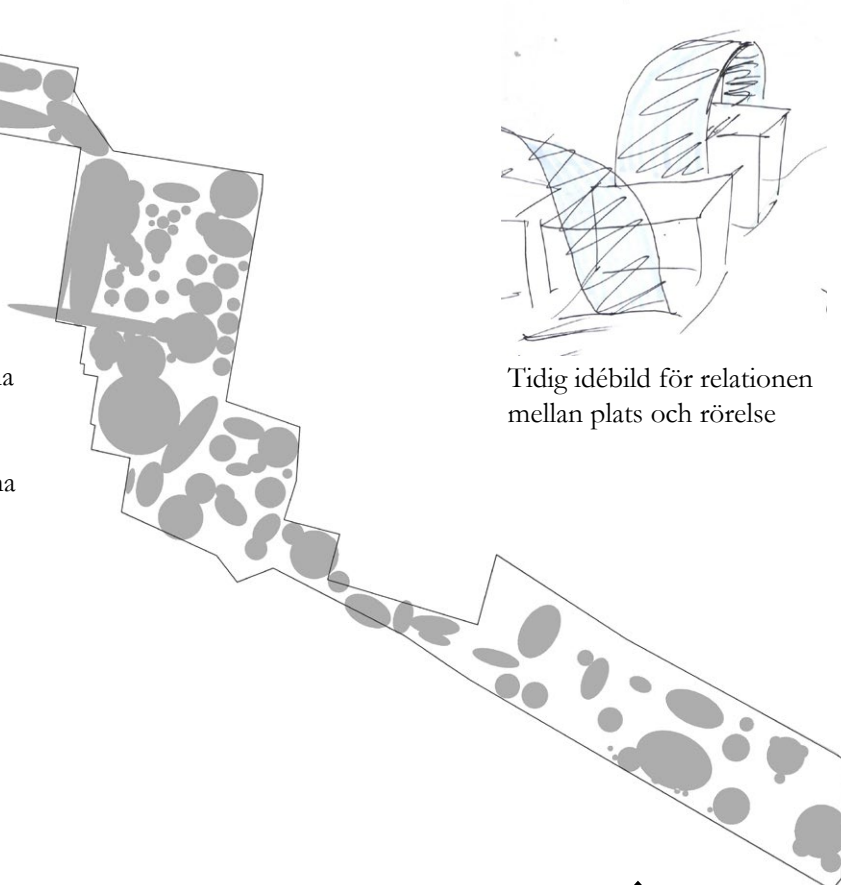 Tidig idébild för relationen
mellan plats och rörelse